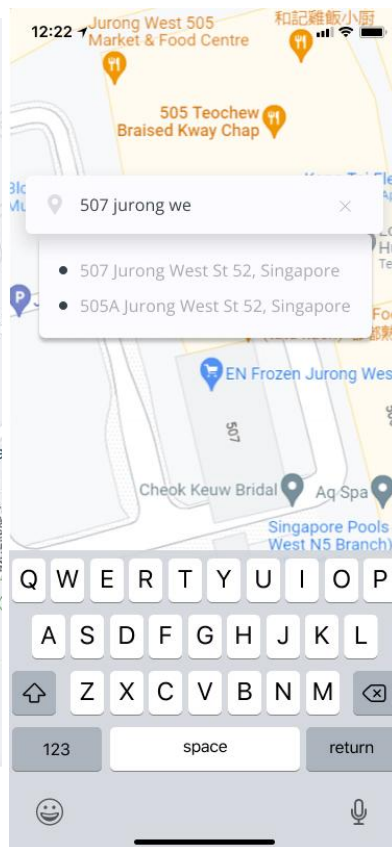 12:22
Jurong West 505
Market & Food Centre
和記雞飯小廚
505 Teochew
Braised Kway Chap
507 jurong we
507 Jurong West St 52, Singapore
505A Jurong West St 52, Singapore
P
EN Frozen Jurong Wes
507
Cheok Keuw Bridal
Aq Spa
Singapore Pools
West N5 Branch)
Q W E R T Y U I O P
A S D F G H J K L
Z X C V B N M
123 space return